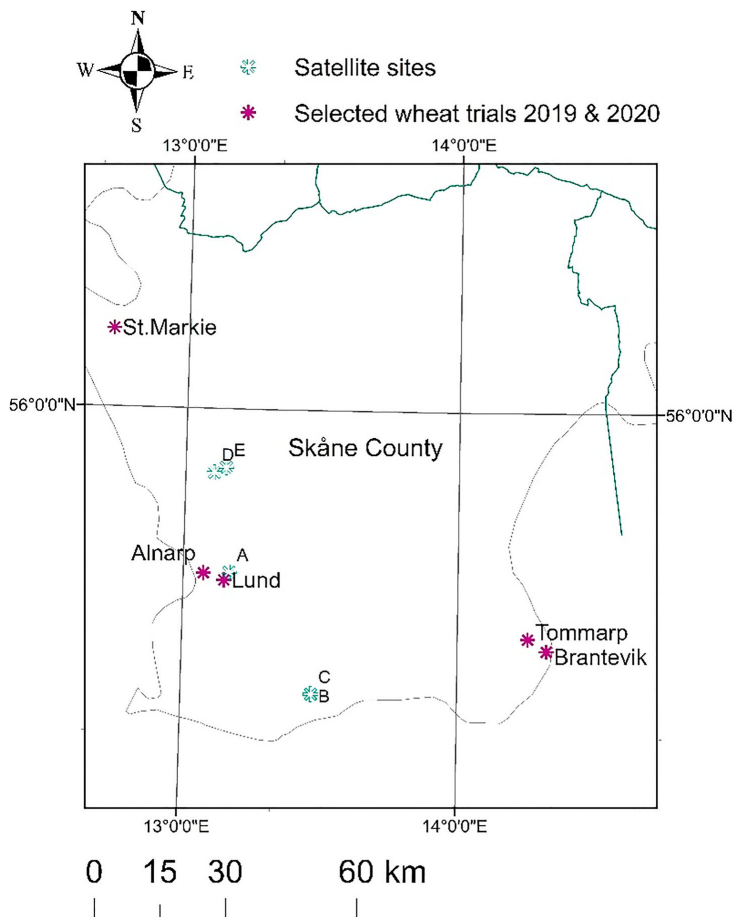 N
W E
S
Satellite sites
Selected wheat trials 2019 & 2020
13°0'0"E 14°0'0"E
St.Markie
56°0'0"N 56°0'0"N
Skåne County
D E
Alnarp A
Lund
Tommarp
Brantevik
C
B
13°0'0"E 14°0'0"E
0 15 30 60 km